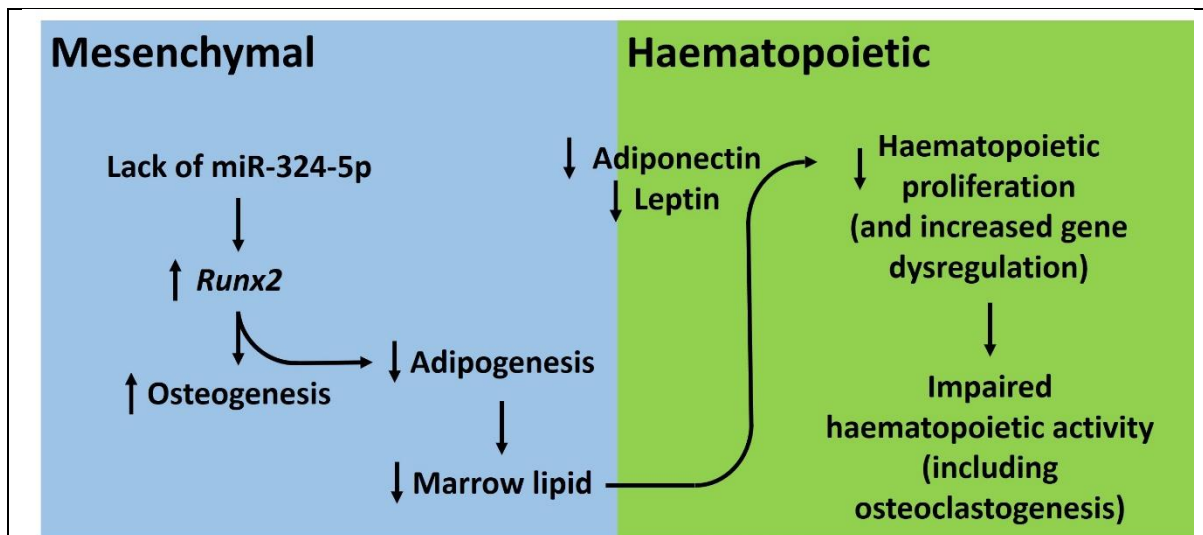 Mesenchymal
Haematopoietic
Lack of miR-324-5p
↑ Runx2
↑ Osteogenesis
↓ Adipogenesis
↓ Marrow lipid
↓ Adiponectin
↓ Leptin
↓ Haematopoietic
proliferation
(and increased gene
dysregulation)
Impaired
haematopoietic activity
(including
osteoclastogenesis)